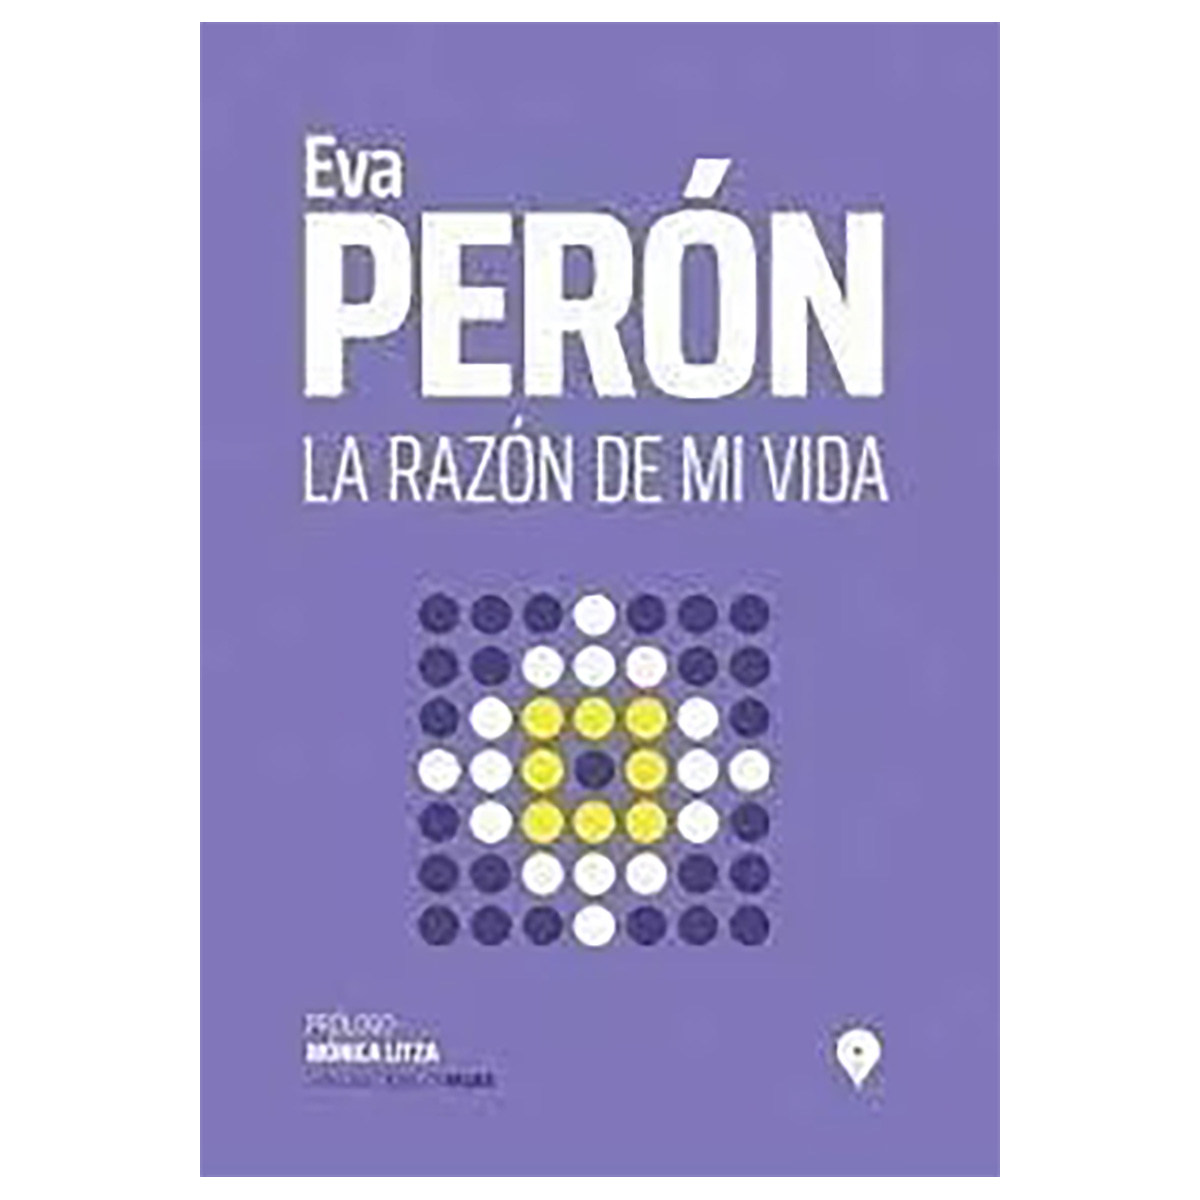 Eva
PERÓN
LA RAZÓN DE MI VIDA
PRÓLOGO
MÓNICA LITZA